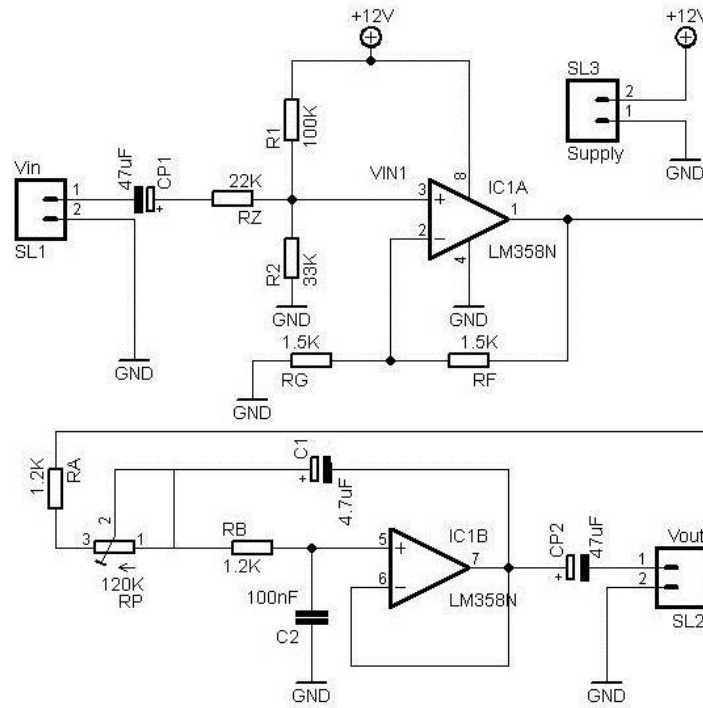 +12V
+12V
SL3
2
1
Supply
GND
R1
100K
Vin
47uF
CP1
1
2
+
SL1
22K
RZ
VIN1
3
+
2
−
8
4
1
IC1A
LM358N
R2
33K
GND
GND
GND
1.5K
RG
1.5K
RF
GND
1.2K
RA
2
3
1
120K
RP
C1
+
4.7uF
RB
1.2K
5
+
6
−
7
IC1B
LM358N
CP2
47uF
+
1
2
Vout
SL2
100nF
C2
GND
GND